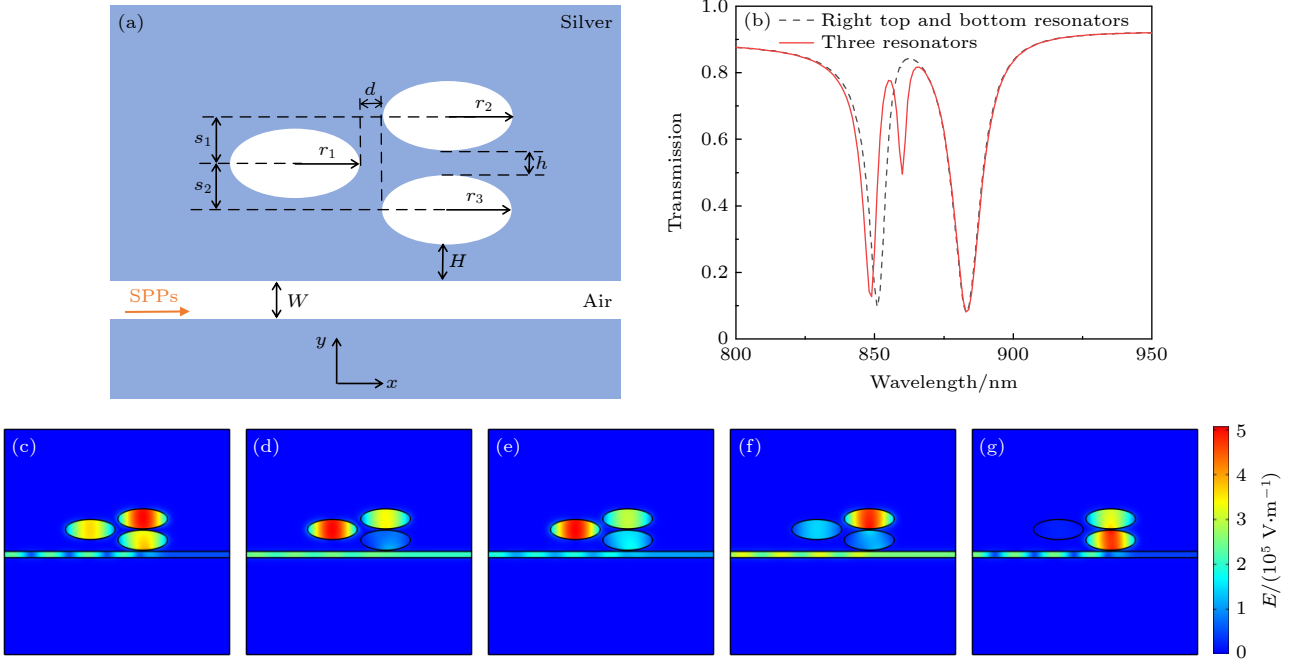 (a)
Silver
d
r2
s1
r1
h
s2
r3
H
SPPs
W
Air
y
x
(b)
Right top and bottom resonators
Three resonators
1.0
0.8
0.6
0.4
0.2
0
Transmission
800
850
900
950
Wavelength/nm
(c)
(d)
(e)
(f)
(g)
5
4
3
2
1
0
E/(10⁵ V·m⁻¹)